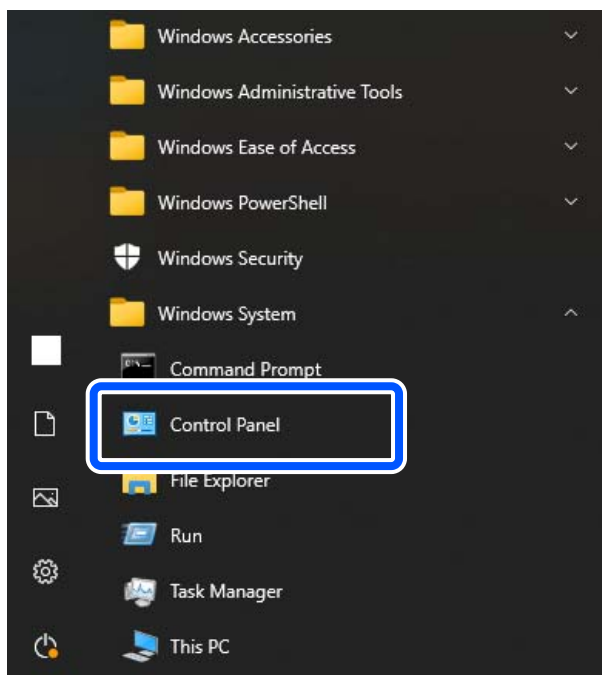 Windows Accessories
Windows Administrative Tools
Windows Ease of Access
Windows PowerShell
Windows Security
Windows System
Command Prompt
Control Panel
File Explorer
Run
Task Manager
This PC